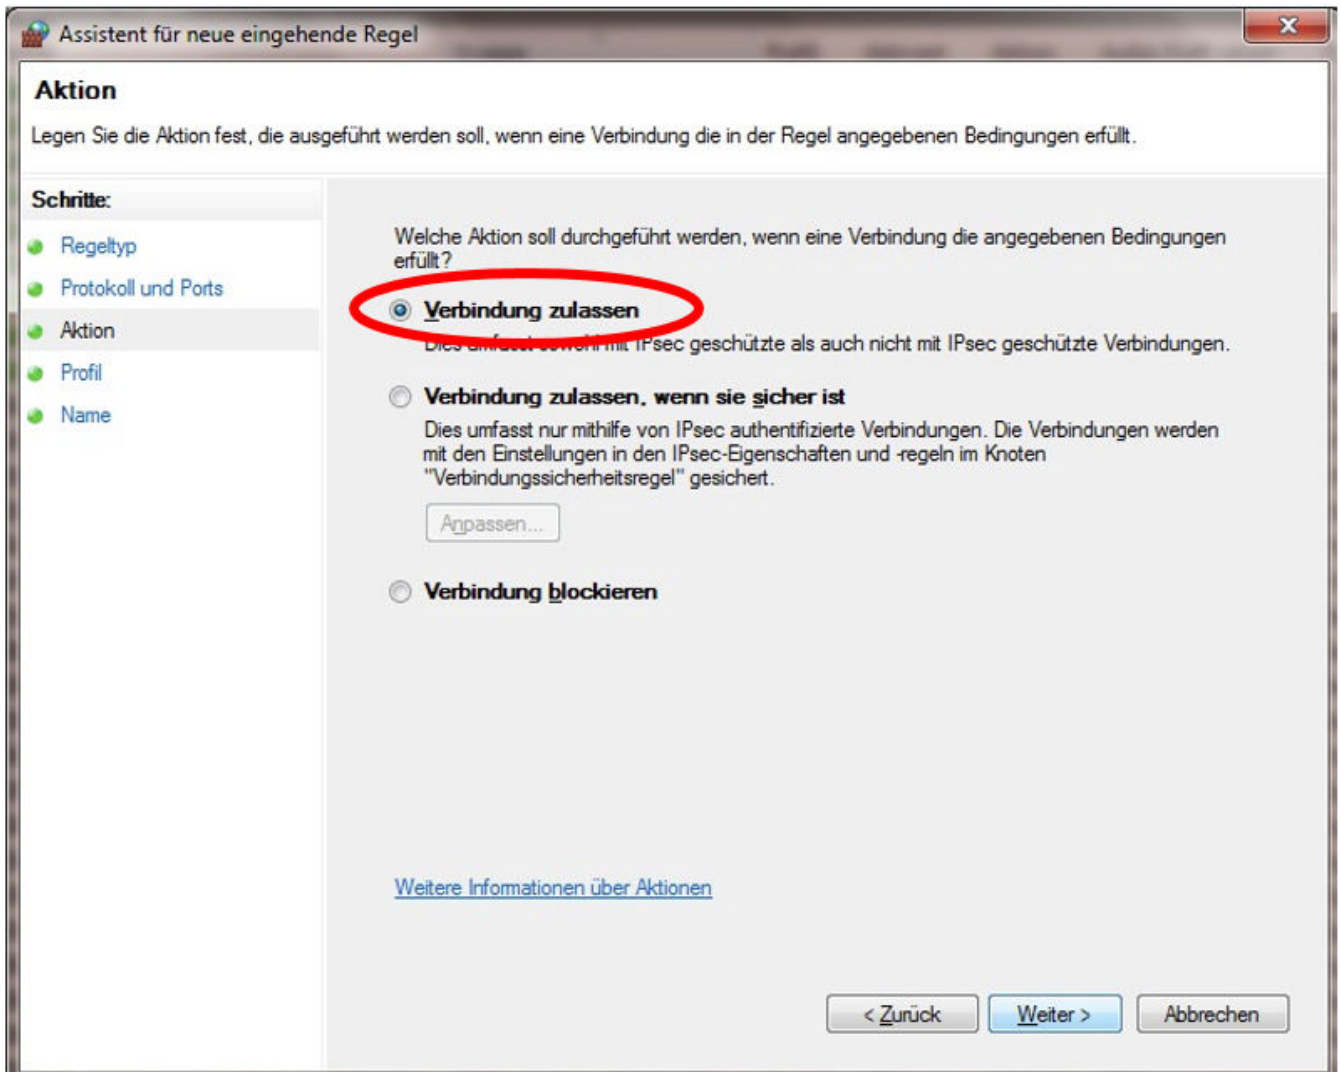 Assistent für neue eingehende Regel
Aktion
Legen Sie die Aktion fest, die ausgeführt werden soll, wenn eine Verbindung die in der Regel angegebenen Bedingungen erfüllt.
Schritte:
Regeltyp
Protokoll und Ports
Aktion
Profil
Name
Welche Aktion soll durchgeführt werden, wenn eine Verbindung die angegebenen Bedingungen
erfüllt?
Verbindung zulassen
Dies umfasst sowohl mit IPsec geschützte als auch nicht mit IPsec geschützte Verbindungen.
Verbindung zulassen, wenn sie sicher ist
Dies umfasst nur mithilfe von IPsec authentifizierte Verbindungen. Die Verbindungen werden
mit den Einstellungen in den IPsec-Eigenschaften und -regeln im Knoten
"Verbindungssicherheitsregel" gesichert.
Anpassen...
Verbindung blockieren
Weitere Informationen über Aktionen
< Zurück
Weiter >
Abbrechen